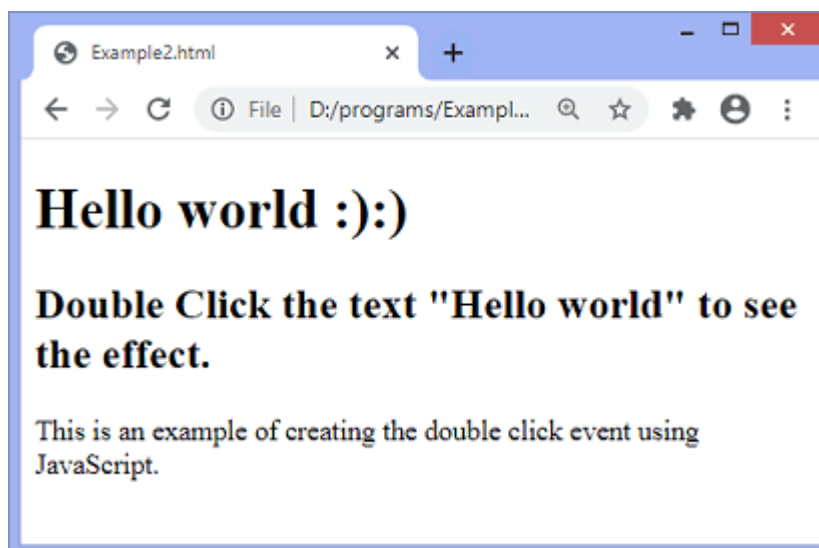 Example2.html
File | D:/programs/Exampl...
Hello world :):)
Double Click the text "Hello world" to see
the effect.
This is an example of creating the double click event using
JavaScript.